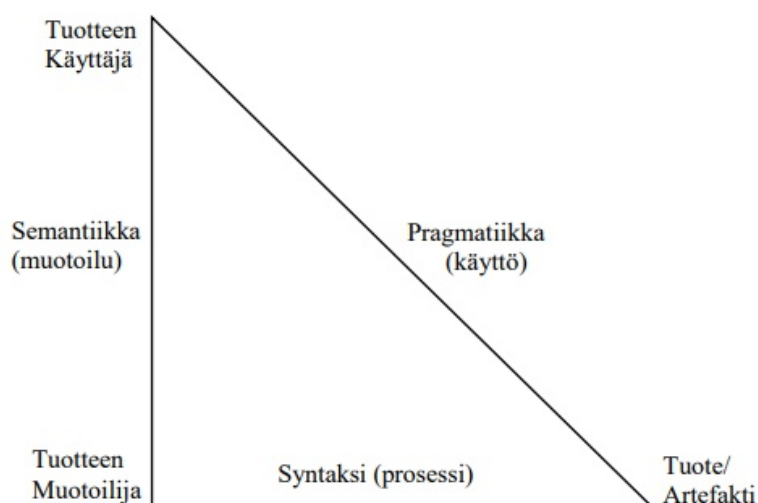 Tuotteen
Käyttäjä
Semantiikka
(muotoilu)
Pragmatiikka
(käyttö)
Tuotteen
Muotoilija
Syntaksi (prosessi)
Tuote/
Artefakti